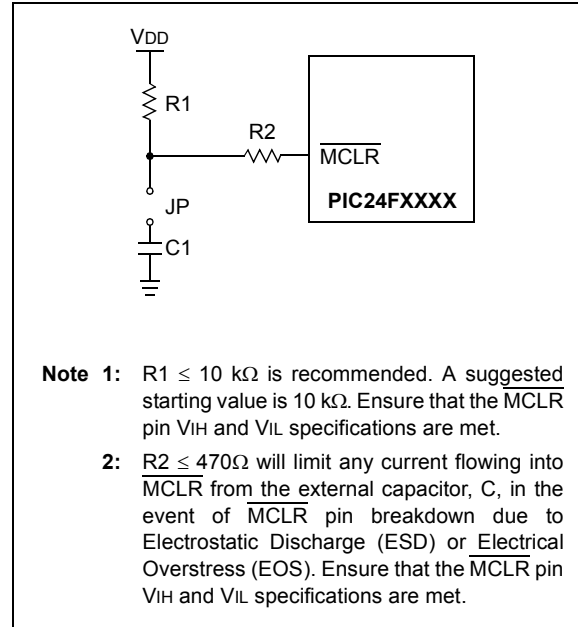 VDD
R1
R2
MCLR
PIC24FXXXX
JP
C1
Note 1: R1 ≤ 10 kΩ is recommended. A suggested
starting value is 10 kΩ. Ensure that the MCLR
pin VIH and VIL specifications are met.
2: R2 ≤ 470Ω will limit any current flowing into
MCLR from the external capacitor, C, in the
event of MCLR pin breakdown due to
Electrostatic Discharge (ESD) or Electrical
Overstress (EOS). Ensure that the MCLR pin
VIH and VIL specifications are met.